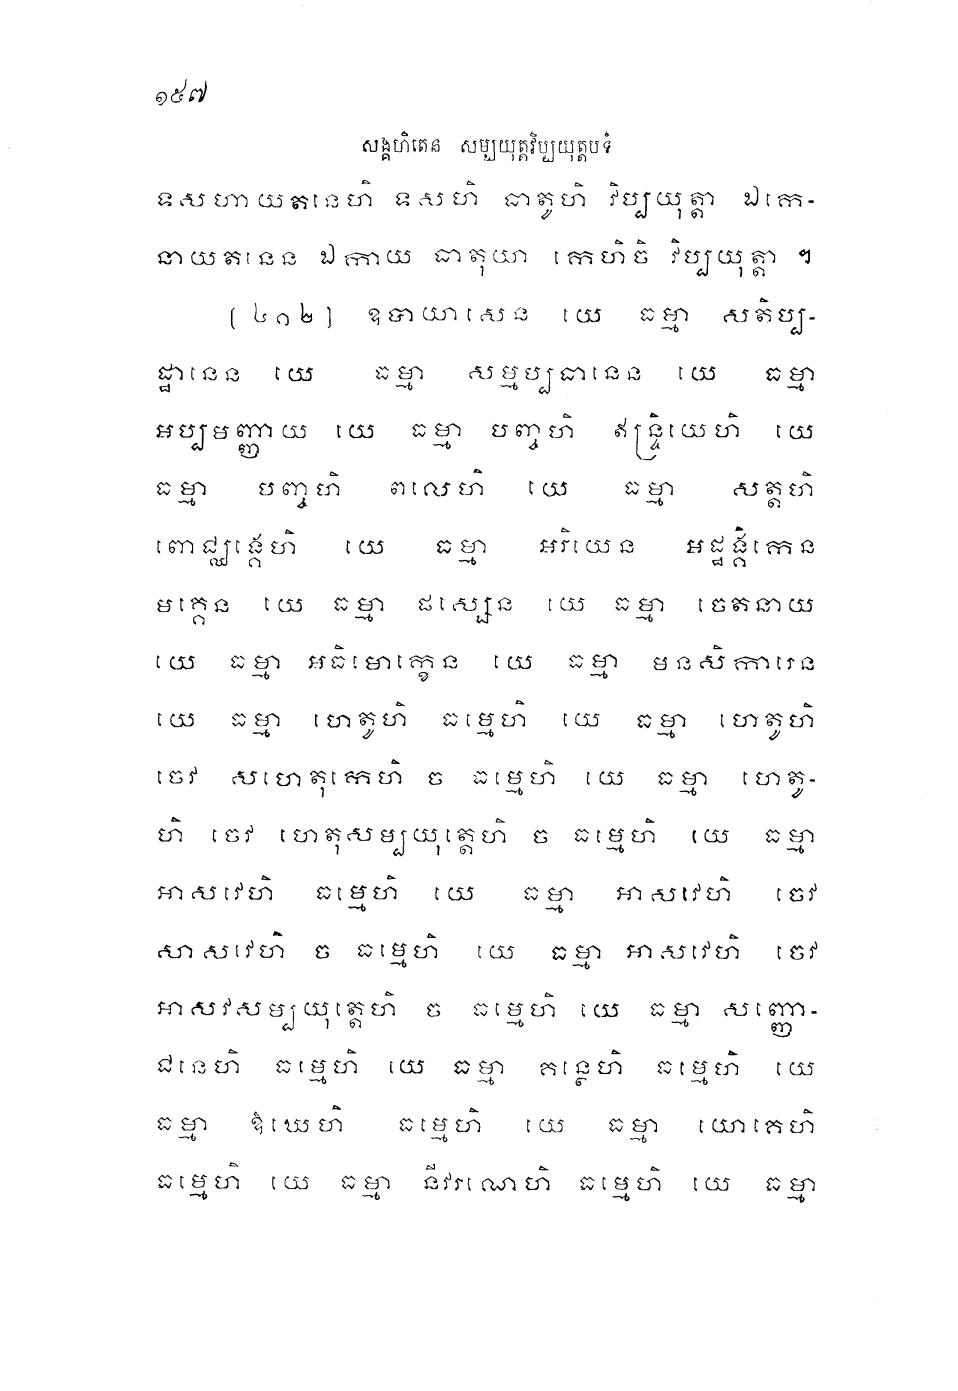 ១៥៧
សង្គហិតេន សម្បយុត្តវិប្បយុត្តបទំ
ទសហាយតនេហិ ទសហិ ធាតូហិ វិប្បយុត្តា ឯកេ-
នាយតនេន ឯកាយ ធាតុយា កេហិចិ វិប្បយុត្តា ។
(៤១២) ឧបាយាសេន យេ ធម្មា សតិប្ប-
ដ្ឋានេន យេ ធម្មា សម្មប្បធានេន យេ ធម្មា
អប្បមញ្ញាយ យេ ធម្មា បញ្ចហិ ឥន្ទ្រិយេហិ យេ
ធម្មា បញ្ចហិ ពលេហិ យេ ធម្មា សត្តហិ
ពោជ្ឈង្គេហិ យេ ធម្មា អរិយេន អដ្ឋង្គិកេន
មគ្គេន យេ ធម្មា ផស្សេន យេ ធម្មា ចេតនាយ
យេ ធម្មា អធិមោក្ខេន យេ ធម្មា មនសិការេន
យេ ធម្មា ហេតូហិ ធម្មេហិ យេ ធម្មា ហេតូហិ
ចេវ សហេតុកេហិ ច ធម្មេហិ យេ ធម្មា ហេតូ-
ហិ ចេវ ហេតុសម្បយុត្តេហិ ច ធម្មេហិ យេ ធម្មា
អាសវេហិ ធម្មេហិ យេ ធម្មា អាសវេហិ ចេវ
សាសវេហិ ច ធម្មេហិ យេ ធម្មា អាសវេហិ ចេវ
អាសវសម្បយុត្តេហិ ច ធម្មេហិ យេ ធម្មា សញ្ញោ-
ជនេហិ ធម្មេហិ យេ ធម្មា គន្ថេហិ ធម្មេហិ យេ
ធម្មា ឱឃេហិ ធម្មេហិ យេ ធម្មា យោគេហិ
ធម្មេហិ យេ ធម្មា នីវរណេហិ ធម្មេហិ យេ ធម្មា